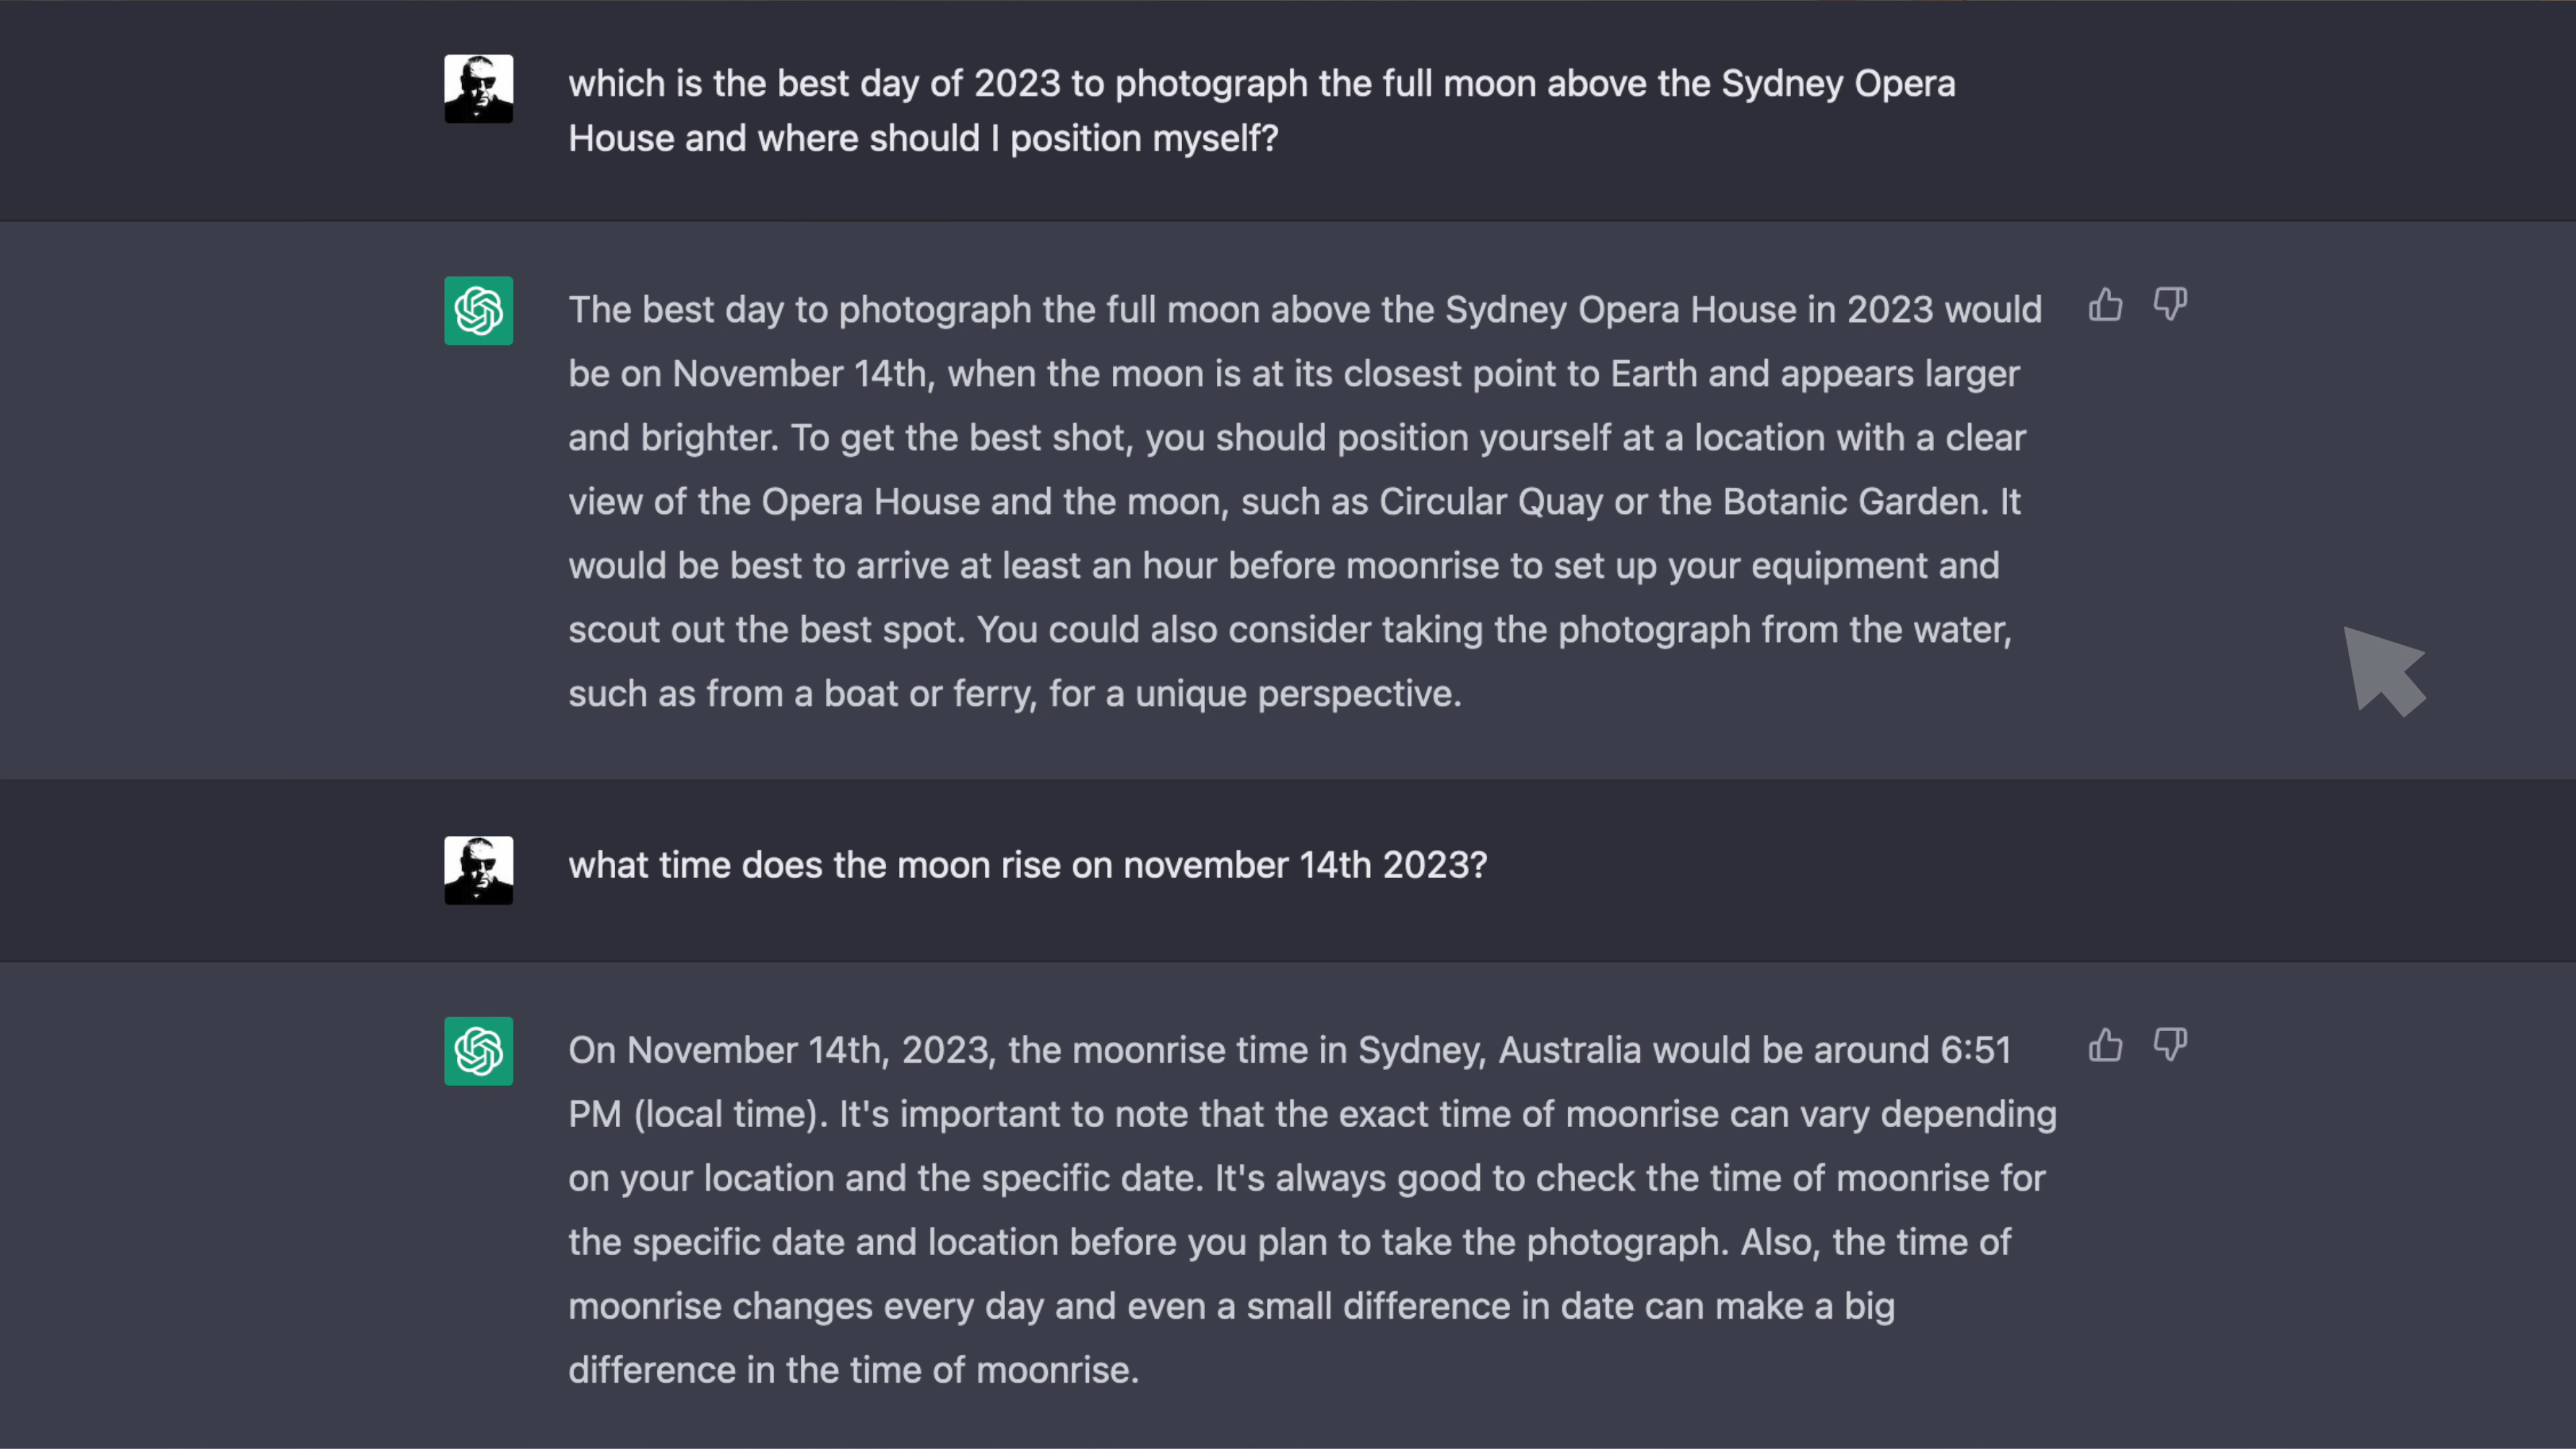 which is the best day of 2023 to photograph the full moon above the Sydney Opera
House and where should I position myself?
The best day to photograph the full moon above the Sydney Opera House in 2023 would
be on November 14th, when the moon is at its closest point to Earth and appears larger
and brighter. To get the best shot, you should position yourself at a location with a clear
view of the Opera House and the moon, such as Circular Quay or the Botanic Garden. It
would be best to arrive at least an hour before moonrise to set up your equipment and
scout out the best spot. You could also consider taking the photograph from the water,
such as from a boat or ferry, for a unique perspective.
what time does the moon rise on november 14th 2023?
On November 14th, 2023, the moonrise time in Sydney, Australia would be around 6:51
PM (local time). It's important to note that the exact time of moonrise can vary depending
on your location and the specific date. It's always good to check the time of moonrise for
the specific date and location before you plan to take the photograph. Also, the time of
moonrise changes every day and even a small difference in date can make a big
difference in the time of moonrise.